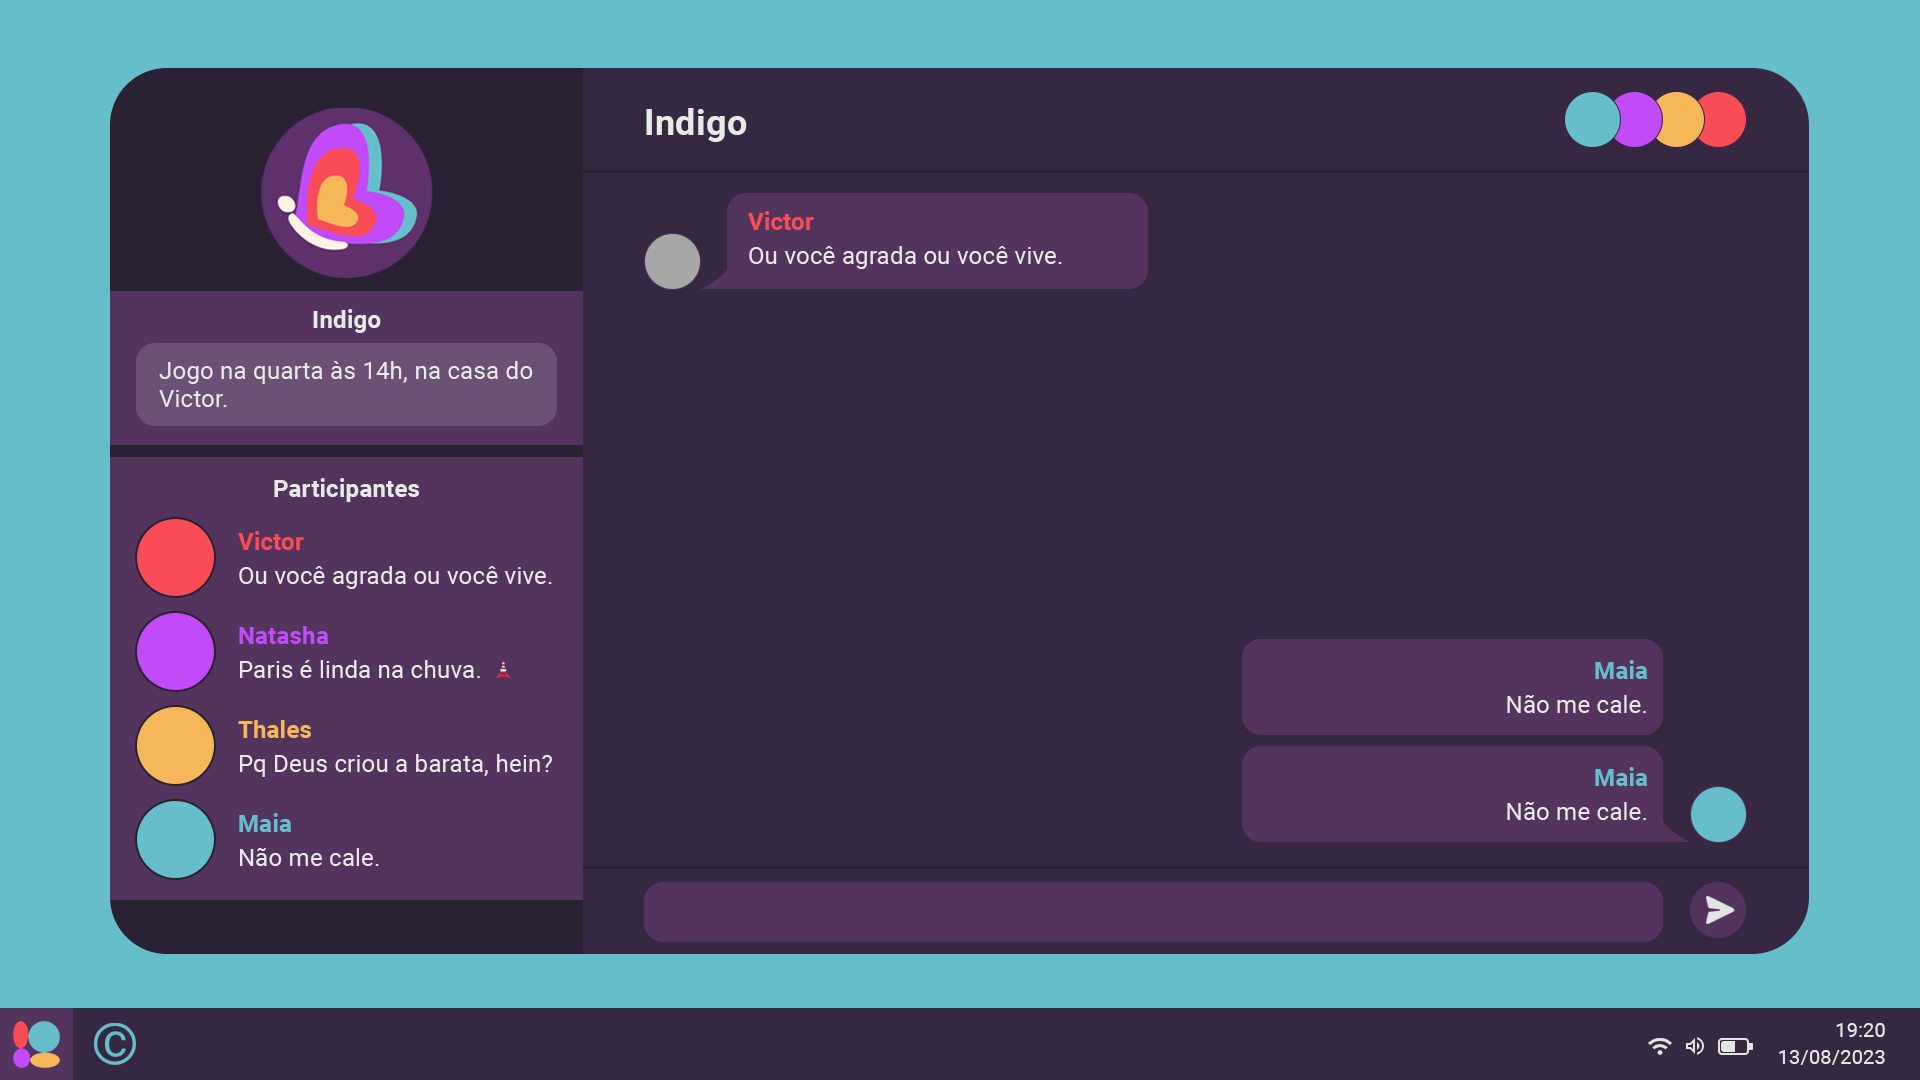 Indigo
Jogo na quarta às 14h, na casa do
Victor.
Participantes
Victor
Ou você agrada ou você vive.
Natasha
Paris é linda na chuva. 🗼
Thales
Pq Deus criou a barata, hein?
Maia
Não me cale.
Indigo
Victor
Ou você agrada ou você vive.
Maia
Não me cale.
Maia
Não me cale.
©
19:20
13/08/2023